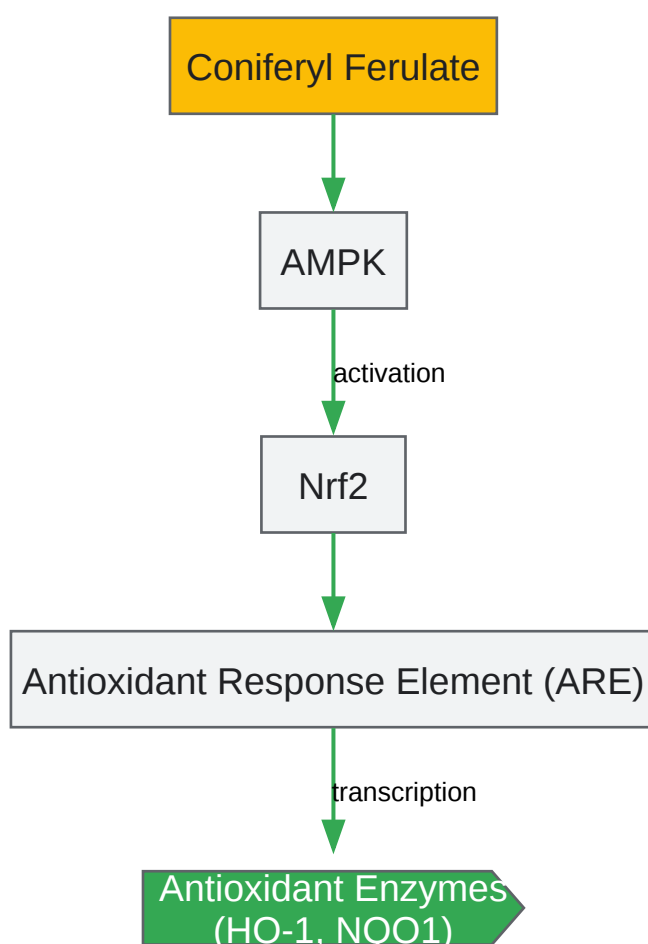 Coniferyl Ferulate
AMPK
activation
Nrf2
Antioxidant Response Element (ARE)
transcription
Antioxidant Enzymes
(HO-1, NQO1)